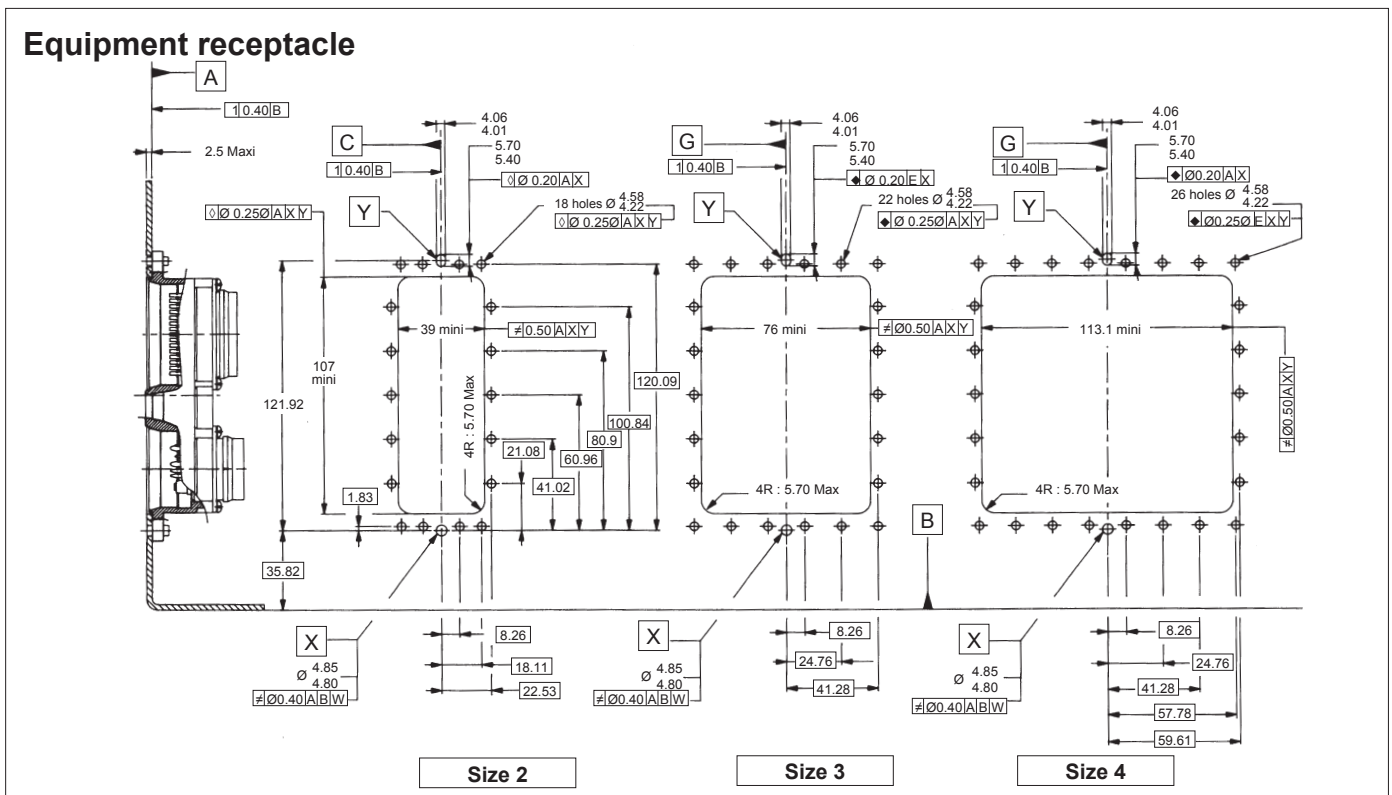 Equipment receptacle
A
1 0.40 B
2.5 Maxi
C
1 0.40 B
4.06
4.01
5.70
5.40
◊ Ø 0.20 A X
Y
18 holes Ø 4.58
4.22
◊ Ø 0.25Ø A X Y
◊ Ø 0.25Ø A X Y
39 mini
≠ 0.50 A X Y
107
mini
121.92
4R : 5.70 Max
1.83
35.82
21.08
41.02
60.96
80.9
100.84
120.09
X
Ø 4.85
4.80
≠ Ø0.40 A B W
8.26
18.11
22.53
Size 2
G
1 0.40 B
4.06
4.01
5.70
5.40
◆ Ø 0.20 E X
Y
22 holes Ø 4.58
4.22
◆ Ø 0.25Ø A X Y
76 mini
≠ Ø0.50 A X Y
4R : 5.70 Max
X
Ø 4.85
4.80
≠ Ø0.40 A B W
8.26
24.76
41.28
Size 3
G
1 0.40 B
4.06
4.01
5.70
5.40
◆ Ø0.20 A X
Y
26 holes Ø 4.58
4.22
◆ Ø0.25Ø E X Y
113.1 mini
≠ Ø0.50 A X Y
4R : 5.70 Max
B
X
Ø 4.85
4.80
≠ Ø0.40 A B W
8.26
24.76
41.28
57.78
59.61
Size 4